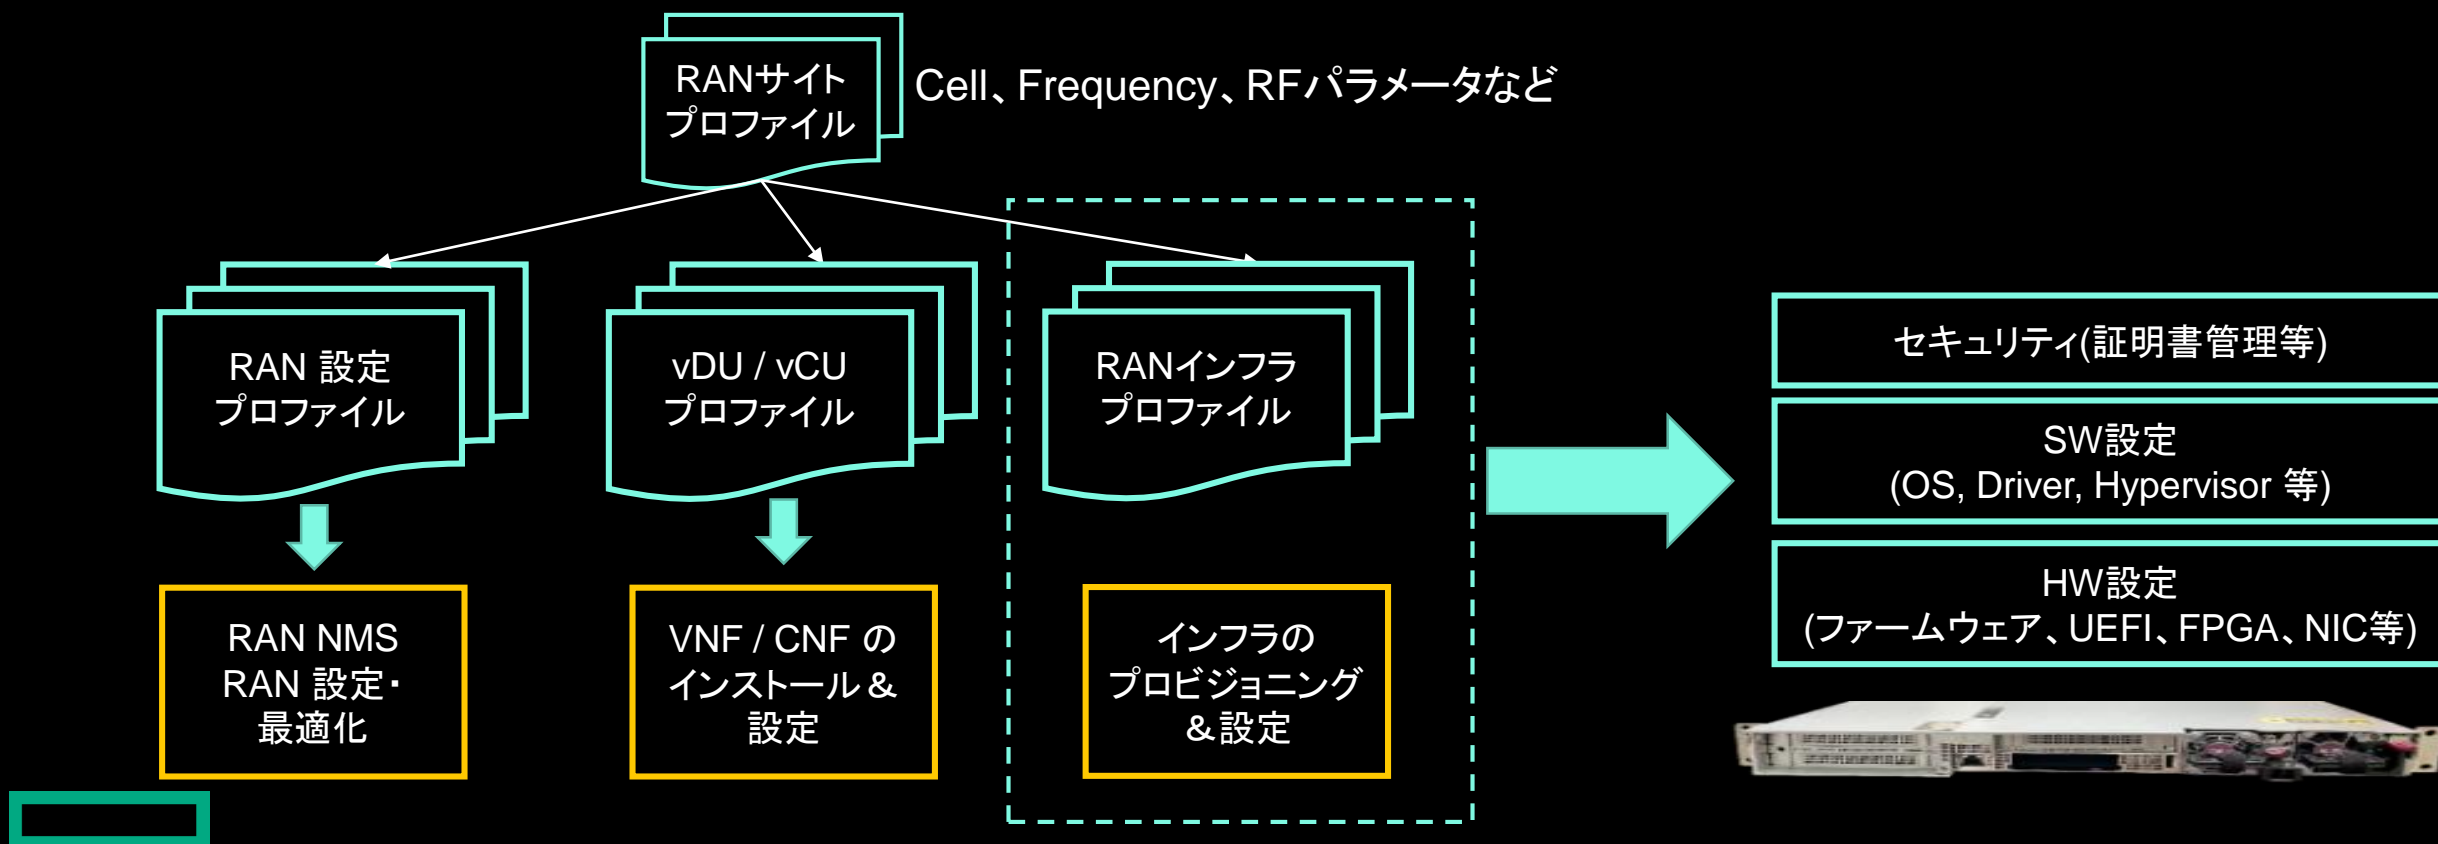 RANサイト
プロファイル
Cell、Frequency、RFパラメータなど
RAN 設定
プロファイル
vDU / vCU
プロファイル
RANインフラ
プロファイル
RAN NMS
RAN 設定・
最適化
VNF / CNF の
インストール＆
設定
インフラの
プロビジョニング
＆設定
セキュリティ(証明書管理等)
SW設定
(OS, Driver, Hypervisor 等)
HW設定
(ファームウェア、UEFI、FPGA、NIC等)